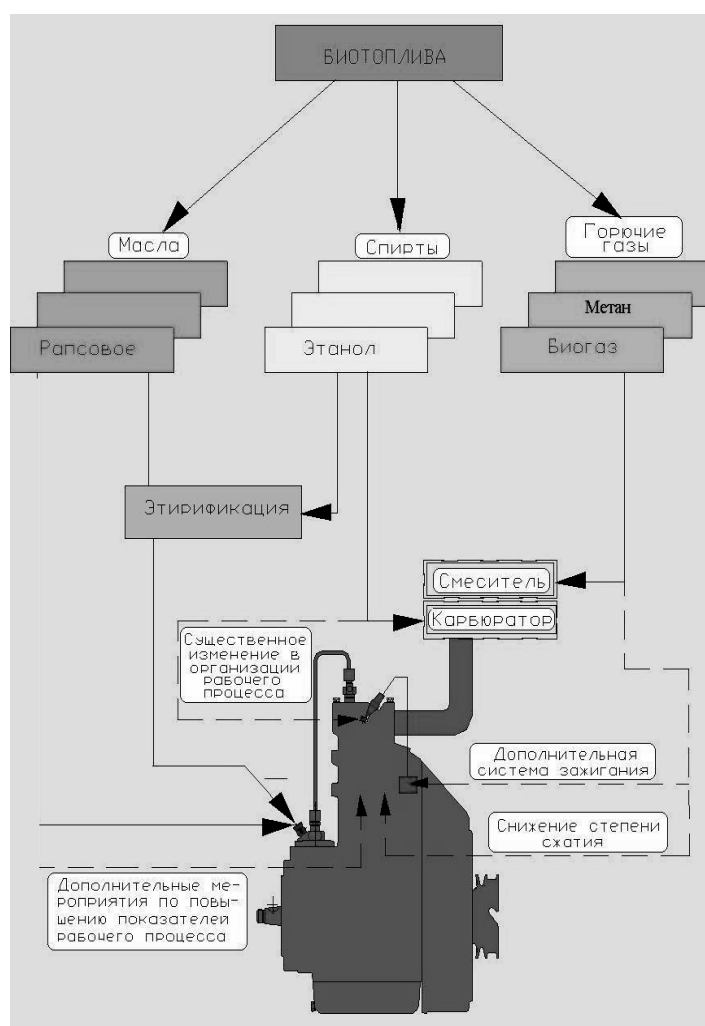 БИОТОПЛИВА
Масла
Спирты
Горючие
газы
Метан
Рапсовое
Этанол
Биогаз
Этирификация
Смеситель
Карбюратор
Существенное
изменение в
организации
рабочего
процесса
Дополнительная
система зажигания
Снижение степени
сжатия
Дополнительные ме-
роприятия по повы-
шению показателей
рабочего процесса